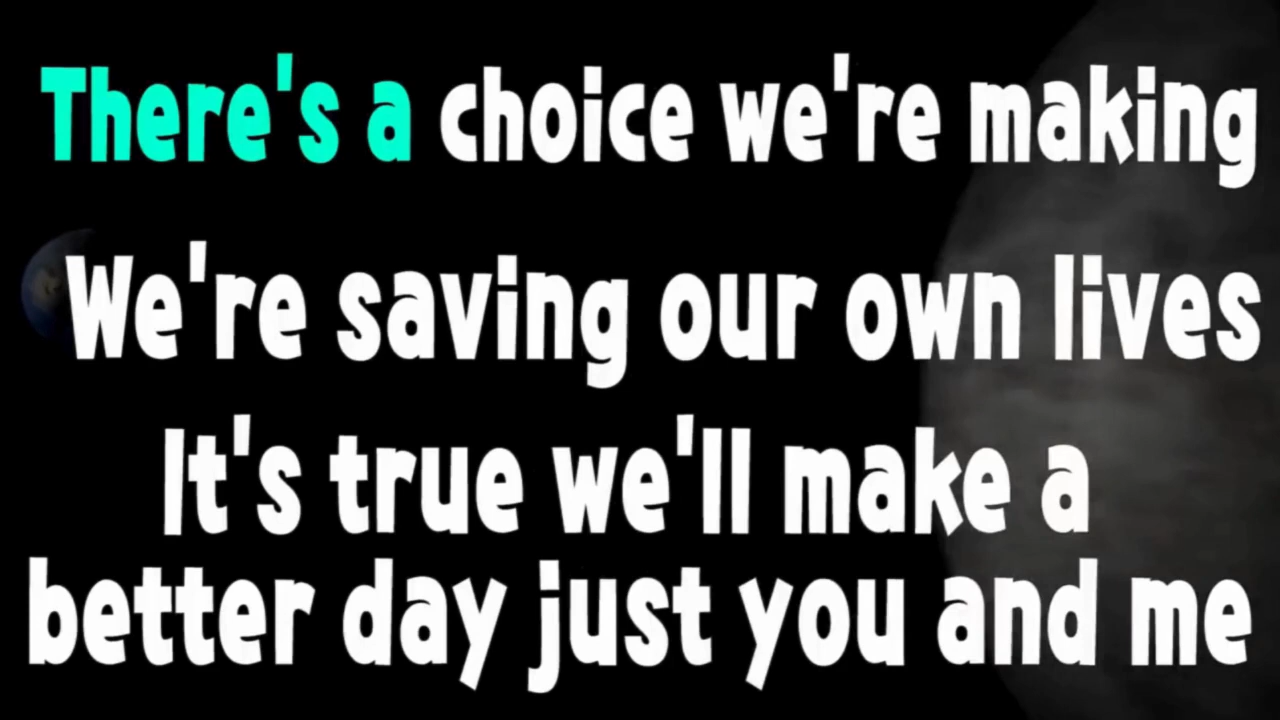 There's a choice we're making
We're saving our own lives
It's true we'll make a
better day just you and me